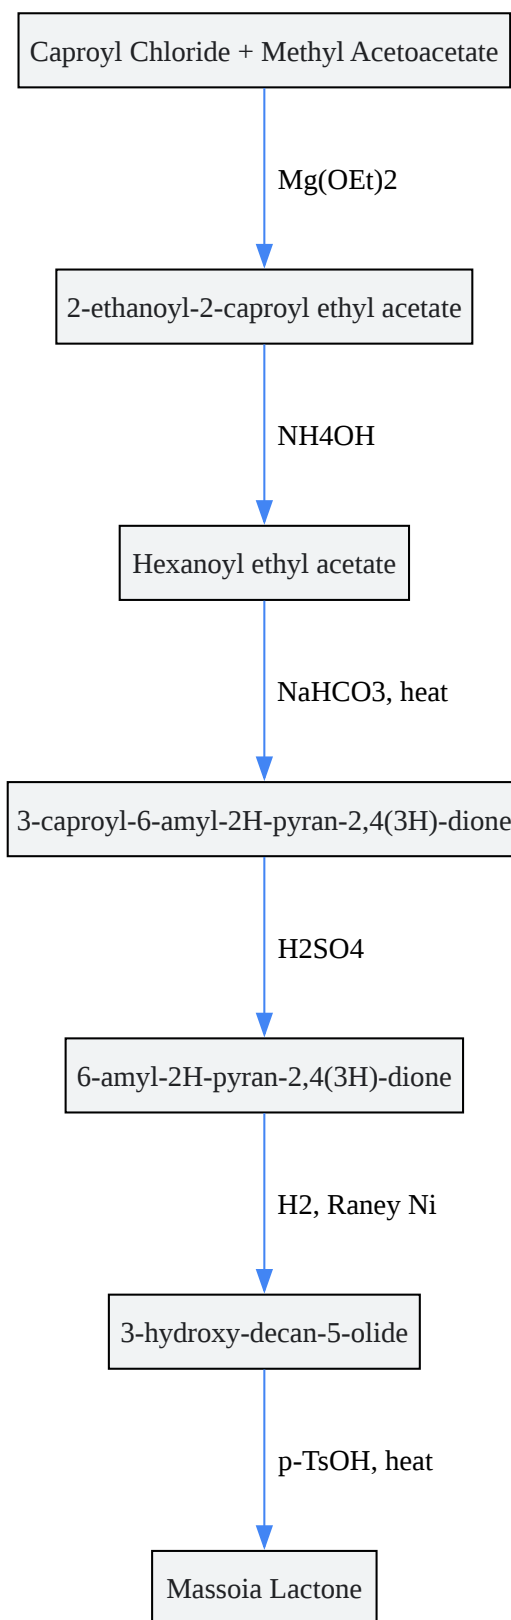 Caproyl Chloride + Methyl Acetoacetate
Mg(OEt)2
2-ethanoyl-2-caproyl ethyl acetate
NH4OH
Hexanoyl ethyl acetate
NaHCO3, heat
3-caproyl-6-amyl-2H-pyran-2,4(3H)-dione
H2SO4
6-amyl-2H-pyran-2,4(3H)-dione
H2, Raney Ni
3-hydroxy-decan-5-olide
p-TsOH, heat
Massoia Lactone